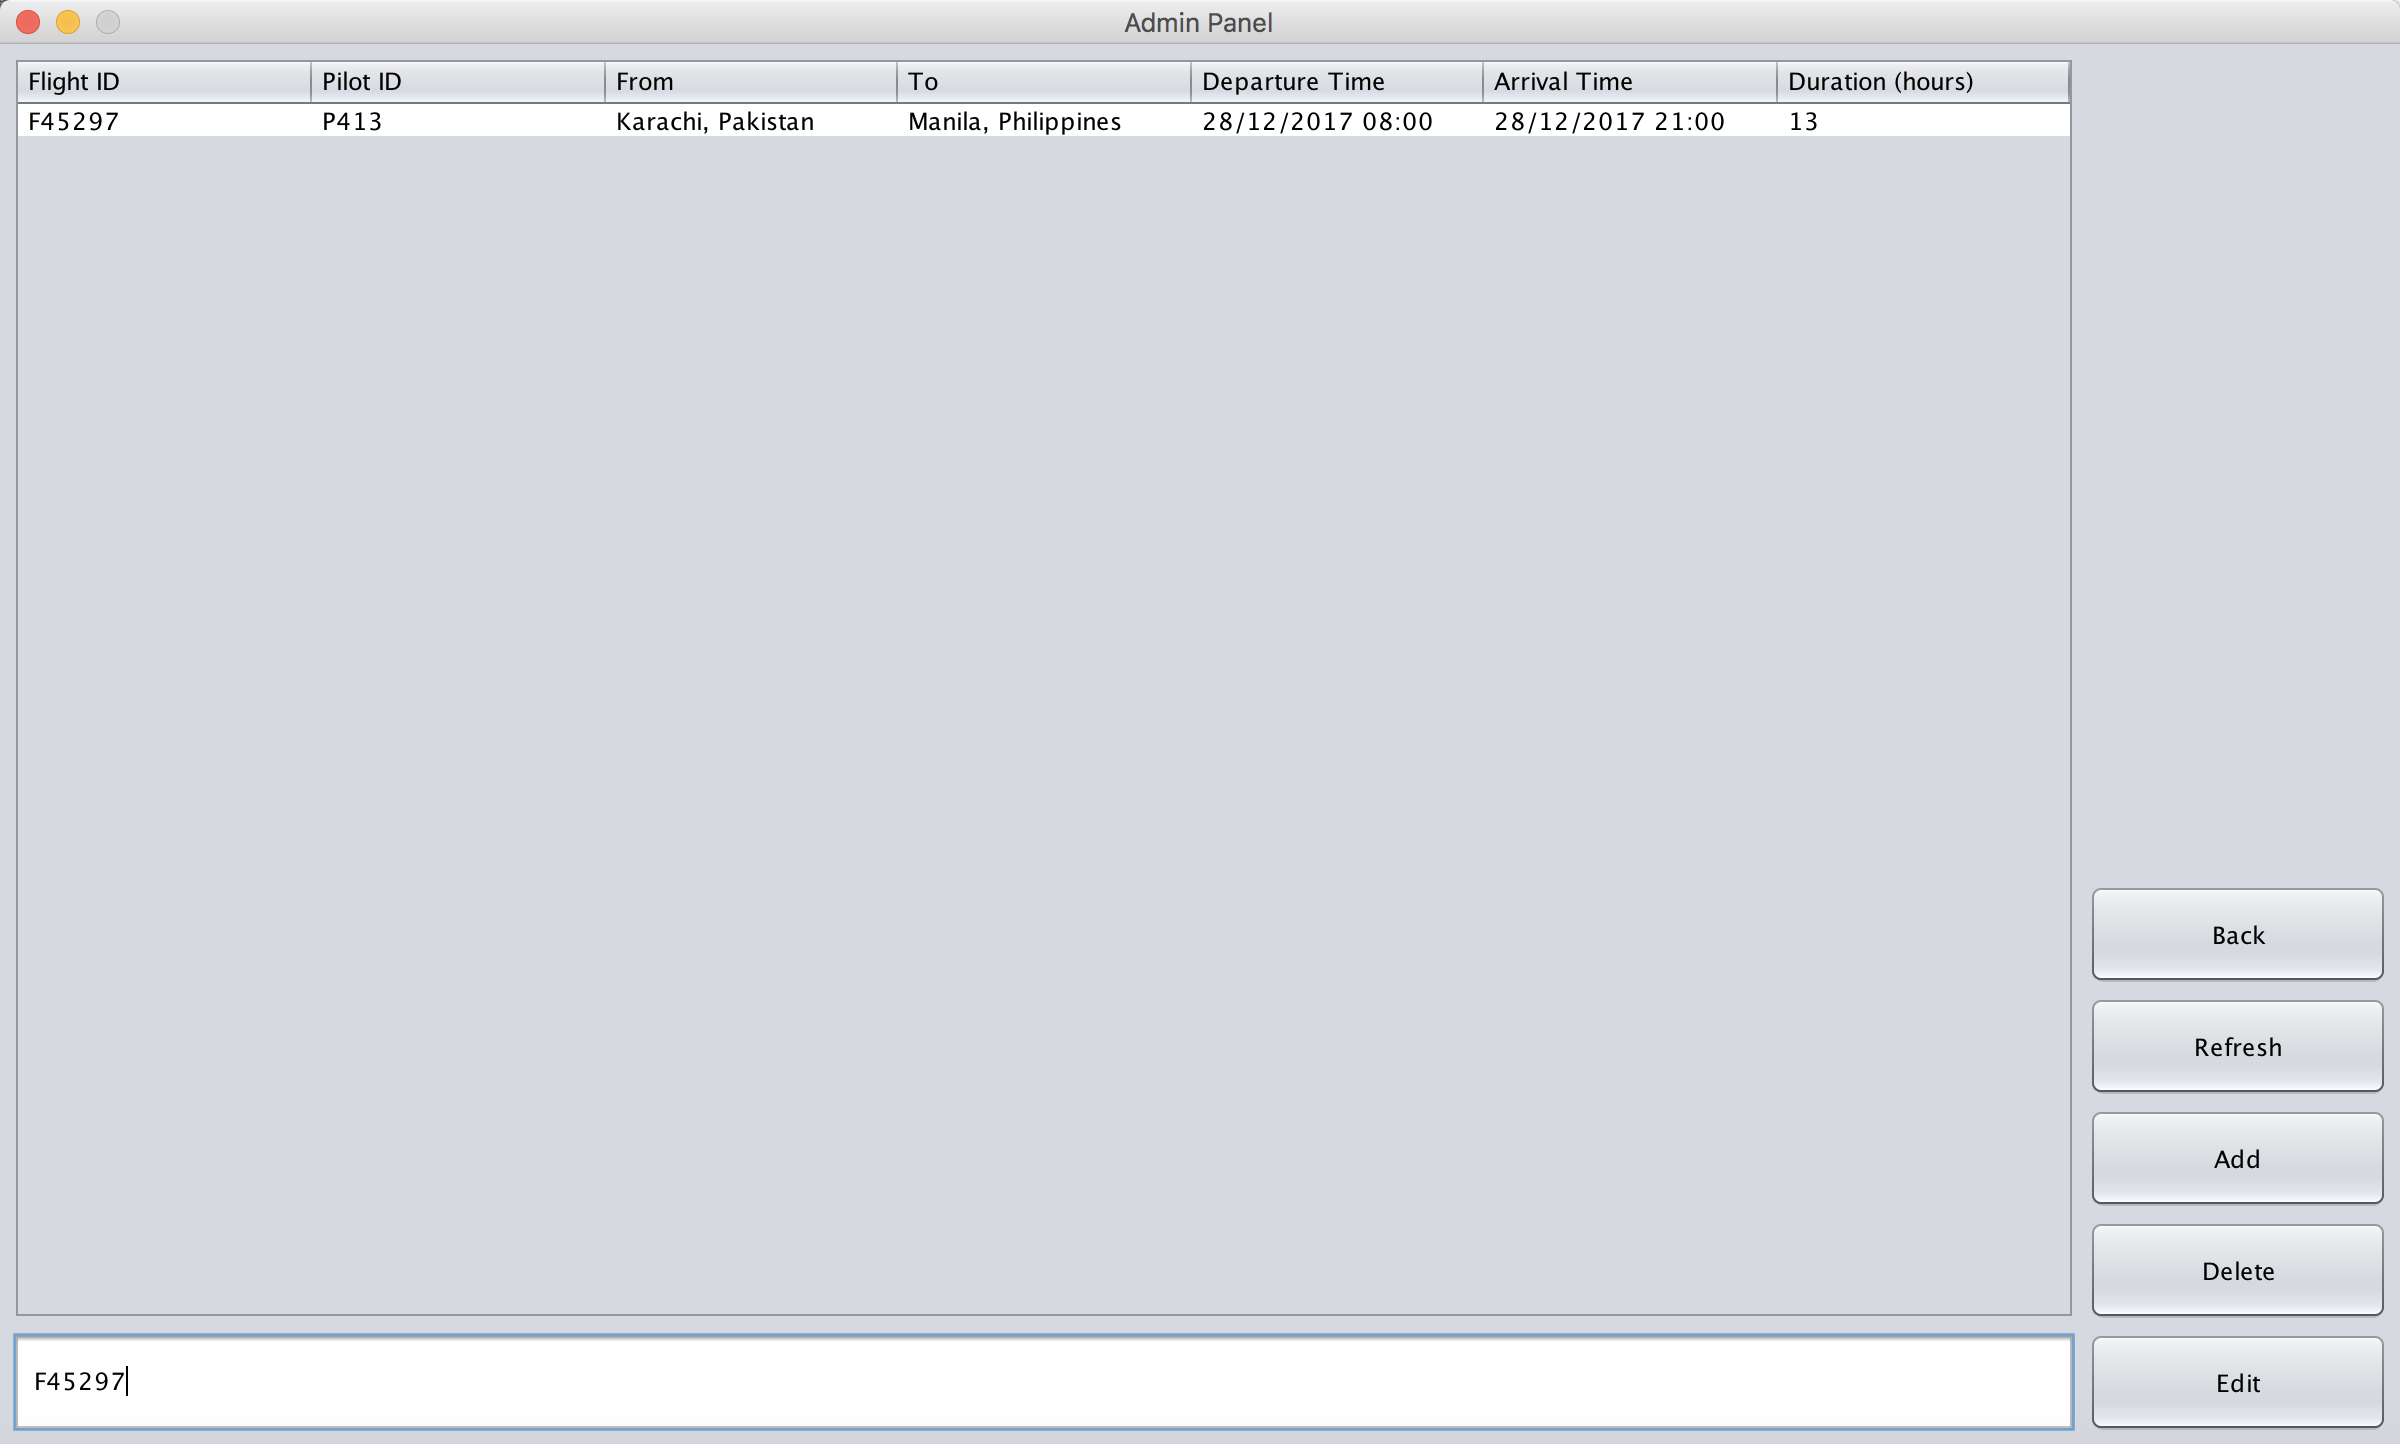 Admin Panel
Flight ID Pilot ID From To Departure Time Arrival Time Duration (hours)
F45297 P413 Karachi, Pakistan Manila, Philippines 28/12/2017 08:00 28/12/2017 21:00 13
Back
Refresh
Add
Delete
F45297
Edit